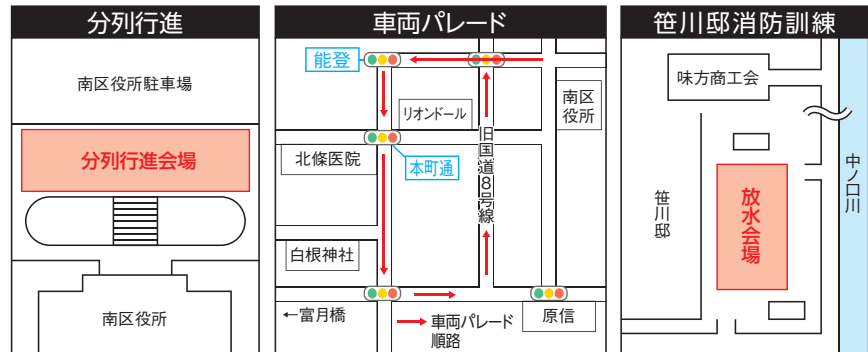 分列行進
南区役所駐車場
分列行進会場
南区役所
車両パレード
能登
リオンドール
南区
役所
北條医院
本町通
旧国道8号線
白根神社
←富月橋
車両パレード
順路
原信
笹川邸消防訓練
味方商工会
笹川邸
放水会場
中ノ口川